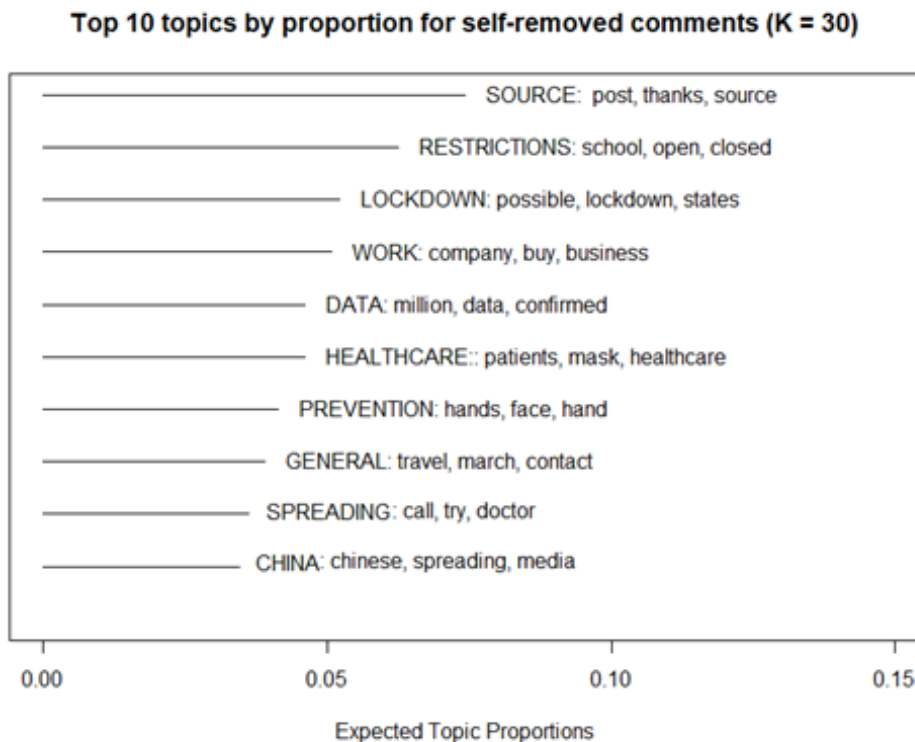 Top 10 topics by proportion for self-removed comments (K = 30)
SOURCE: post, thanks, source
RESTRICTIONS: school, open, closed
LOCKDOWN: possible, lockdown, states
WORK: company, buy, business
DATA: million, data, confirmed
HEALTHCARE:: patients, mask, healthcare
PREVENTION: hands, face, hand
GENERAL: travel, march, contact
SPREADING: call, try, doctor
CHINA: chinese, spreading, media
0.00 0.05 0.10 0.15
Expected Topic Proportions